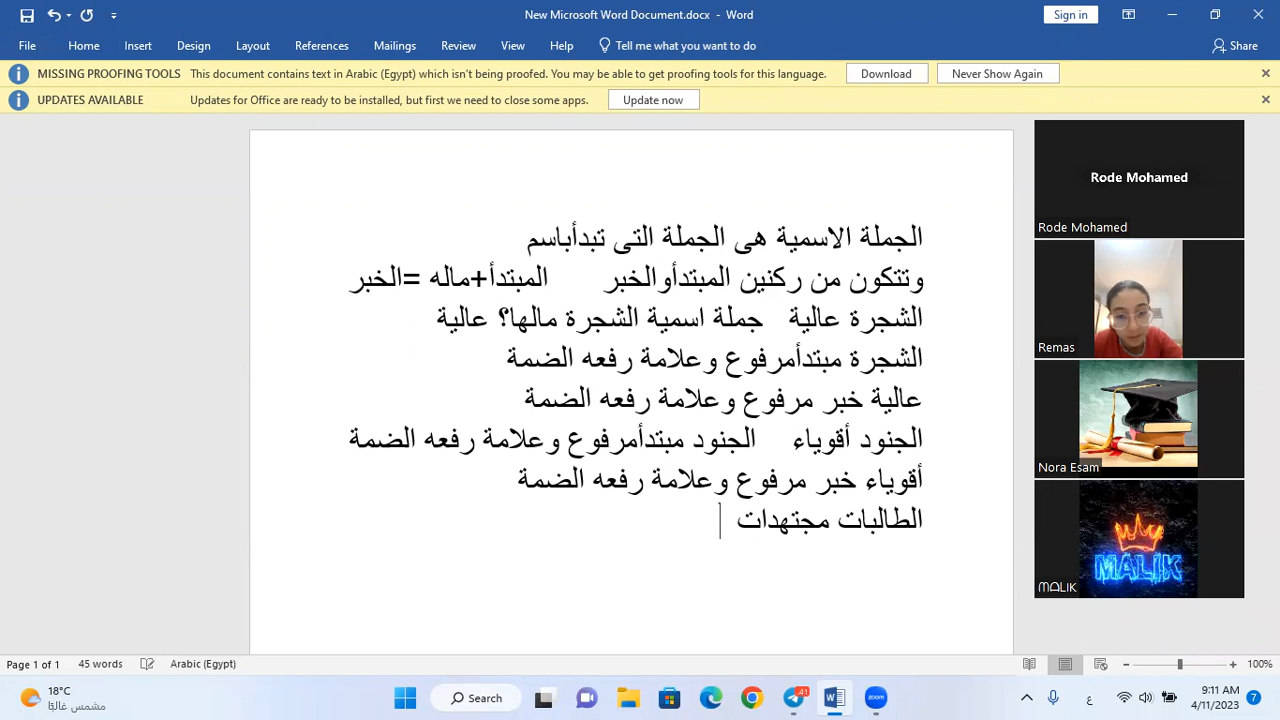 New Microsoft Word Document.docx - Word
Sign in
File Home Insert Design Layout References Mailings Review View Help Tell me what you want to do Share
MISSING PROOFING TOOLS This document contains text in Arabic (Egypt) which isn't being proofed. You may be able to get proofing tools for this language. Download Never Show Again
UPDATES AVAILABLE Updates for Office are ready to be installed, but first we need to close some apps. Update now
الجملة الاسمية هى الجملة التى تبدأباسم
وتتكون من ركنين المبتدأوالخبر المبتدأ+ماله =الخبر
الشجرة عالية جملة اسمية الشجرة مالها؟ عالية
الشجرة مبتدأمرفوع وعلامة رفعه الضمة
عالية خبر مرفوع وعلامة رفعه الضمة
الجنود أقوياء الجنود مبتدأمرفوع وعلامة رفعه الضمة
أقوياء خبر مرفوع وعلامة رفعه الضمة
الطالبات مجتهدات
Rode Mohamed
Rode Mohamed
Remas
Nora Esam
MALIK
MALIK
Page 1 of 1 45 words Arabic (Egypt) 100%
18°C
مشمس غالبًا
Search
41
zoom
ع
9:11 AM
4/11/2023
7